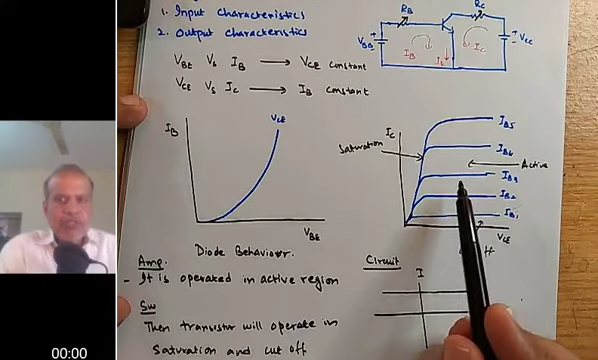 1. Input characteristics
2. Output characteristics
RB
RC
VBB
IB
IC
VCC
VBE Vs IB → VCE constant
VCE Vs IC → IB constant
IB
VCE
VBE
Diode Behaviour.
IC
Saturation
IB5
IB4
Active
IB3
IB2
IB1
VCE
Amp.
- It is operated in active region
Sw
Then transistor will operate in
Saturation and cut off
Circuit
I
00:00